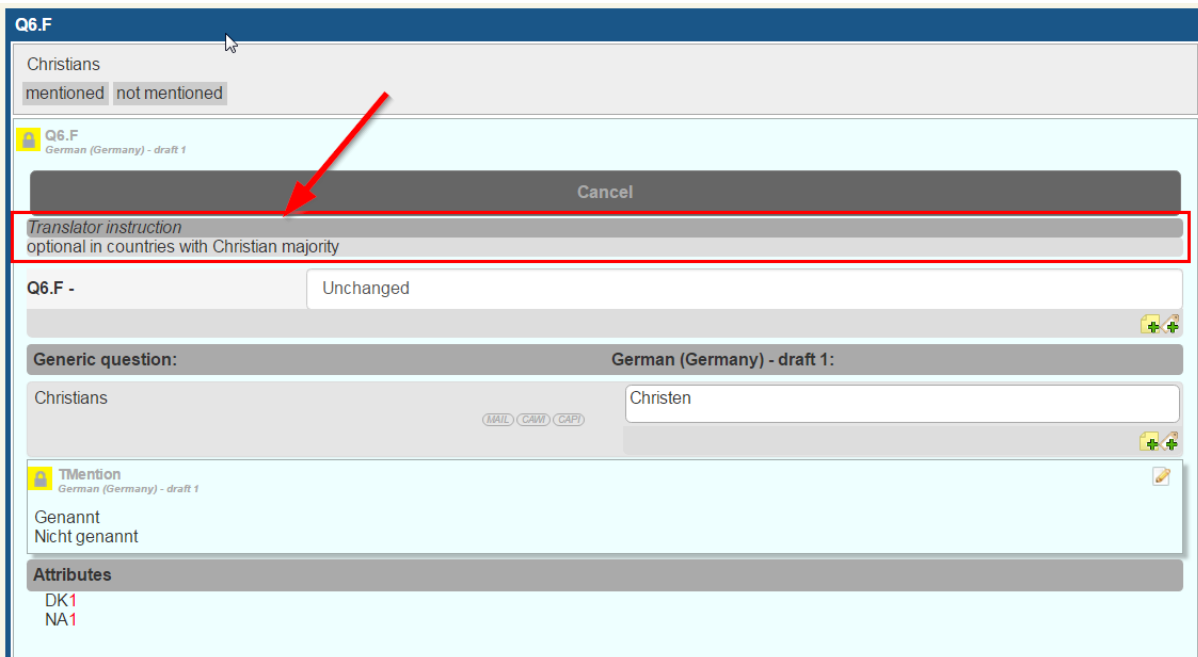 Q6.F
Christians
mentioned not mentioned
Q6.F
German (Germany) - draft 1
Cancel
Translator instruction
optional in countries with Christian majority
Q6.F - Unchanged
Generic question: German (Germany) - draft 1:
Christians Christen
MAIL CAWI CAPI
TMention
German (Germany) - draft 1
Genannt
Nicht genannt
Attributes
DK1
NA1